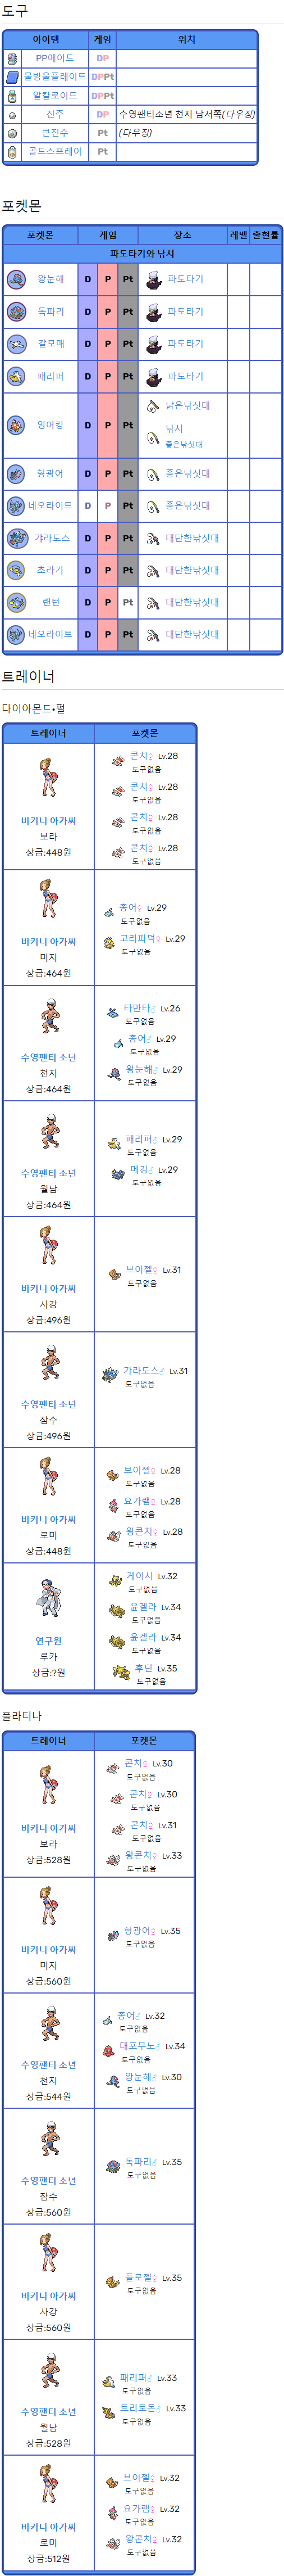 도구
아이템 게임 위치
PP에이드 DP
물방울플레이트 DPPt
알칼로이드 DPPt
진주 DP 수영팬티소년 천지 남서쪽(다우징)
큰진주 Pt (다우징)
골드스프레이 Pt
포켓몬
포켓몬 게임 장소 레벨 출현률
파도타기와 낚시
왕눈해 D P Pt 파도타기
독파리 D P Pt 파도타기
갈모매 D P Pt 파도타기
패리퍼 D P Pt 파도타기
잉어킹 D P Pt 낡은낚싯대
낚시
좋은낚싯대
형광어 D P Pt 좋은낚싯대
네오라이트 D P Pt 좋은낚싯대
갸라도스 D P Pt 대단한낚싯대
초라기 D P Pt 대단한낚싯대
랜턴 D P Pt 대단한낚싯대
네오라이트 D P Pt 대단한낚싯대
트레이너
다이아몬드•펄
트레이너 포켓몬
비키니 아가씨
보라
상금:448원
콘치♀ Lv.28
도구없음
콘치♀ Lv.28
도구없음
콘치♀ Lv.28
도구없음
콘치♀ Lv.28
도구없음
비키니 아가씨
미지
상금:464원
총어♀ Lv.29
도구없음
고라파덕♀ Lv.29
도구없음
수영팬티 소년
천지
상금:464원
타만타♂ Lv.26
도구없음
총어♂ Lv.29
도구없음
왕눈해♂ Lv.29
도구없음
수영팬티 소년
월남
상금:464원
패리퍼♂ Lv.29
도구없음
메깅♂ Lv.29
도구없음
비키니 아가씨
사강
상금:496원
브이젤♀ Lv.31
도구없음
수영팬티 소년
잠수
상금:496원
갸라도스♂ Lv.31
도구없음
비키니 아가씨
로미
상금:448원
브이젤♀ Lv.28
도구없음
요가램♀ Lv.28
도구없음
왕콘치♀ Lv.28
도구없음
연구원
루카
상금:?원
케이시 Lv.32
도구없음
윤겔라 Lv.34
도구없음
윤겔라 Lv.34
도구없음
후딘 Lv.35
도구없음
플라티나
트레이너 포켓몬
비키니 아가씨
보라
상금:528원
콘치♀ Lv.30
도구없음
콘치♀ Lv.30
도구없음
콘치♀ Lv.31
도구없음
왕콘치♀ Lv.33
도구없음
비키니 아가씨
미지
상금:560원
형광어♀ Lv.35
도구없음
수영팬티 소년
천지
상금:544원
총어♂ Lv.32
도구없음
대포무노♂ Lv.34
도구없음
왕눈해♂ Lv.30
도구없음
수영팬티 소년
잠수
상금:560원
독파리♂ Lv.35
도구없음
비키니 아가씨
사강
상금:560원
플로젤♀ Lv.35
도구없음
수영팬티 소년
월남
상금:528원
패리퍼♂ Lv.33
도구없음
트리토돈♂ Lv.33
도구없음
비키니 아가씨
로미
상금:512원
브이젤♀ Lv.32
도구없음
요가램♀ Lv.32
도구없음
왕콘치♀ Lv.32
도구없음